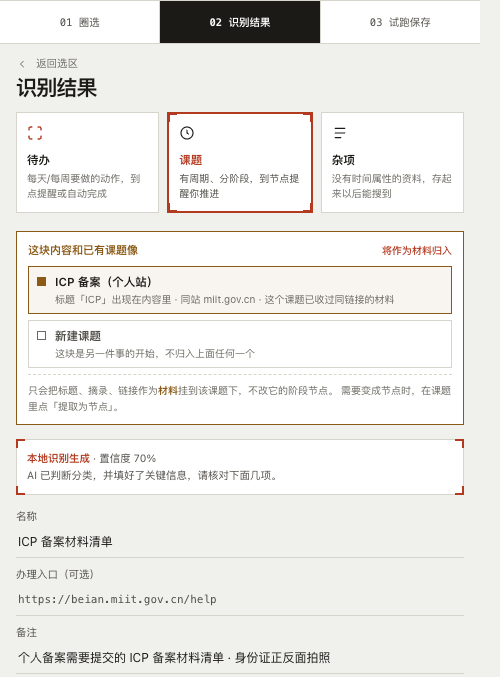 01 圈选
02 识别结果
03 试跑保存
返回选区
识别结果
待办
每天/每周要做的动作，到
点提醒或自动完成
课题
有周期、分阶段，到节点提
醒你推进
杂项
没有时间属性的资料，存起
来以后能搜到
这块内容和已有课题像
将作为材料归入
ICP 备案（个人站）
标题「ICP」出现在内容里 · 同站 miit.gov.cn · 这个课题已收过同链接的材料
新建课题
这块是另一件事的开始，不归入上面任何一个
只会把标题、摘录、链接作为材料挂到该课题下，不改它的阶段节点。 需要变成节点时，在课题
里点「提取为节点」。
本地识别生成 · 置信度 70%
AI 已判断分类，并填好了关键信息，请核对下面几项。
名称
ICP 备案材料清单
办理入口（可选）
https://beian.miit.gov.cn/help
备注
个人备案需要提交的 ICP 备案材料清单 · 身份证正反面拍照